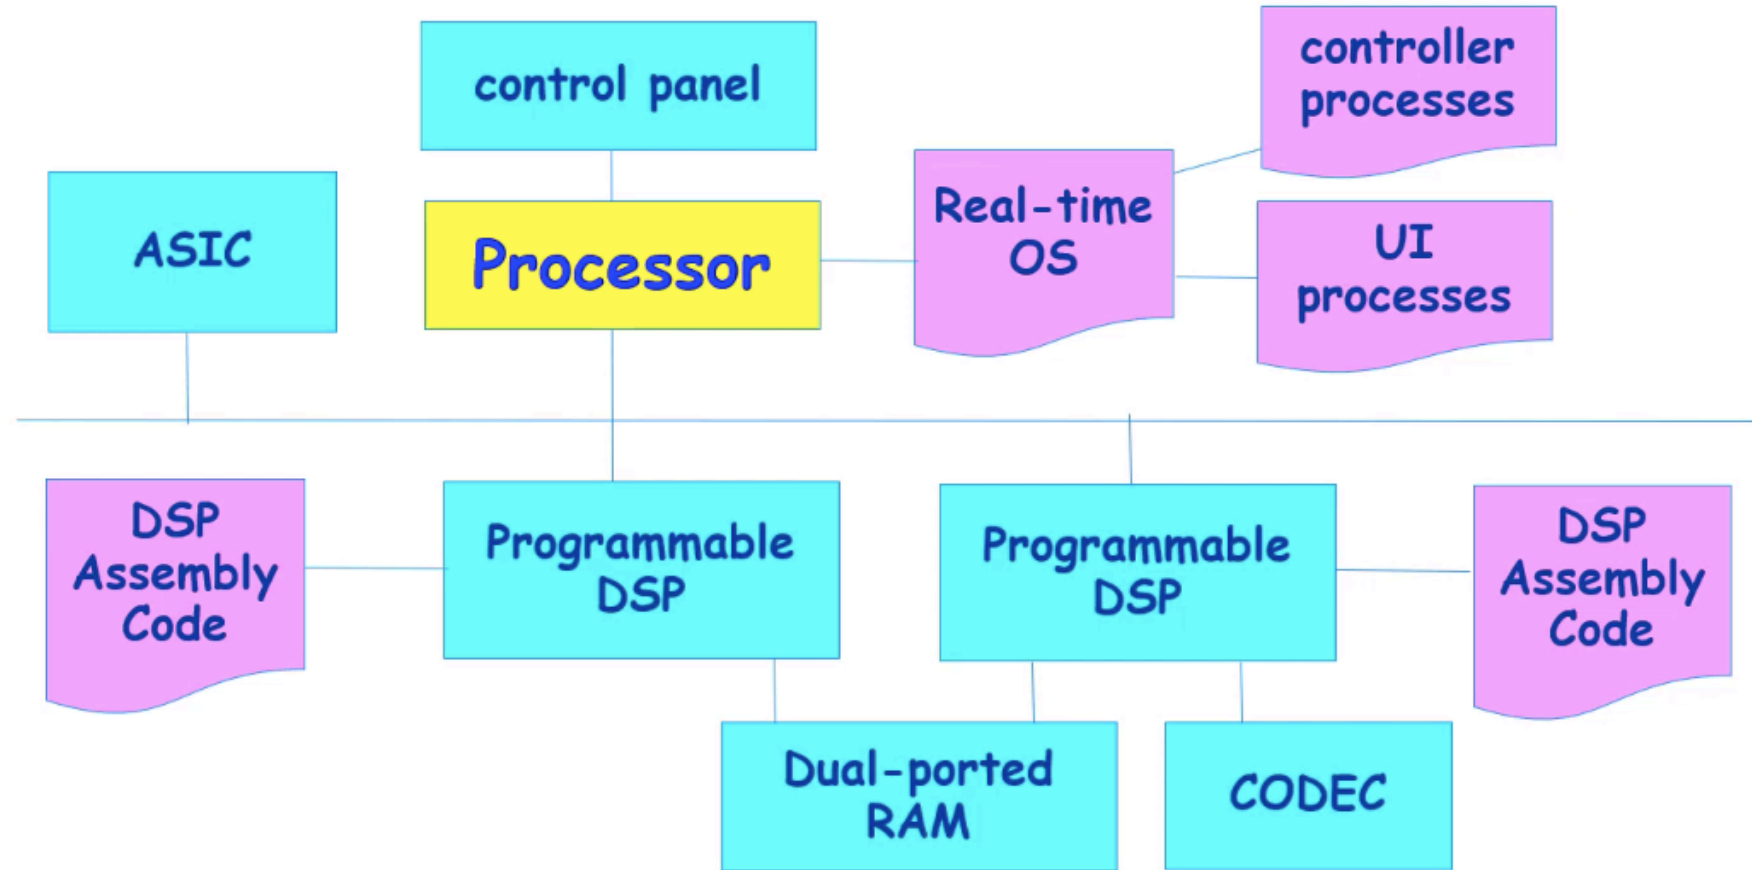 control panel
controller
processes
ASIC
Processor
Real-time
OS
UI
processes
DSP
Assembly
Code
Programmable
DSP
Programmable
DSP
DSP
Assembly
Code
Dual-ported
RAM
CODEC